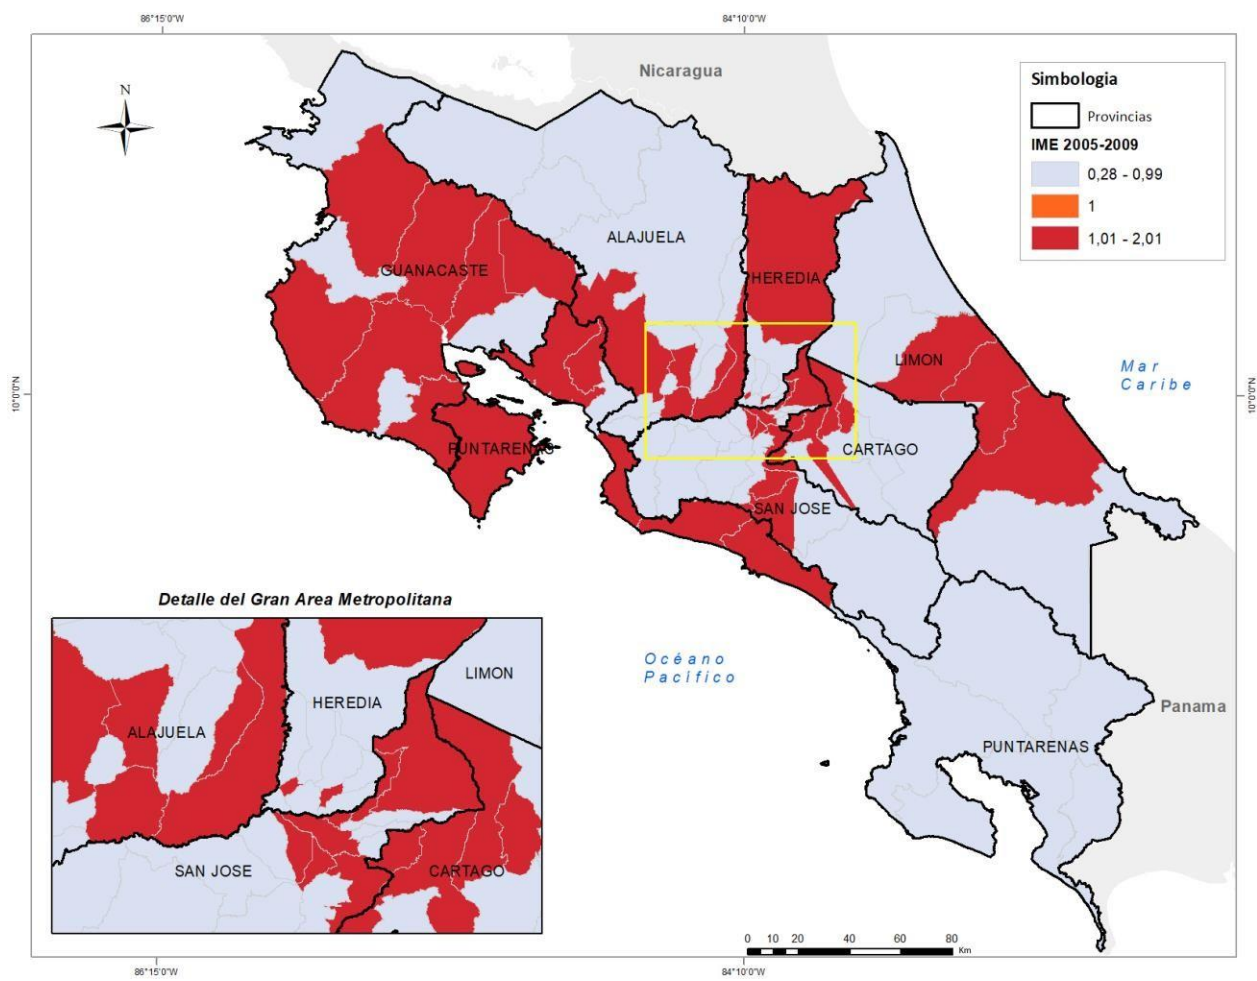 86°15'0"W
84°10'0"W
Nicaragua
N
Simbologia
Provincias
IME 2005-2009
0,28 - 0,99
1
1,01 - 2,01
ALAJUELA
GUANACASTE
HEREDIA
LIMON
Mar
Caribe
10°0'0"N
10°0'0"N
PUNTARENAS
CARTAGO
SAN JOSE
Detalle del Gran Area Metropolitana
Océano
Pacífico
LIMON
HEREDIA
ALAJUELA
SAN JOSE
CARTAGO
Panama
PUNTARENAS
0 10 20 40 60 80
Km
86°15'0"W
84°10'0"W